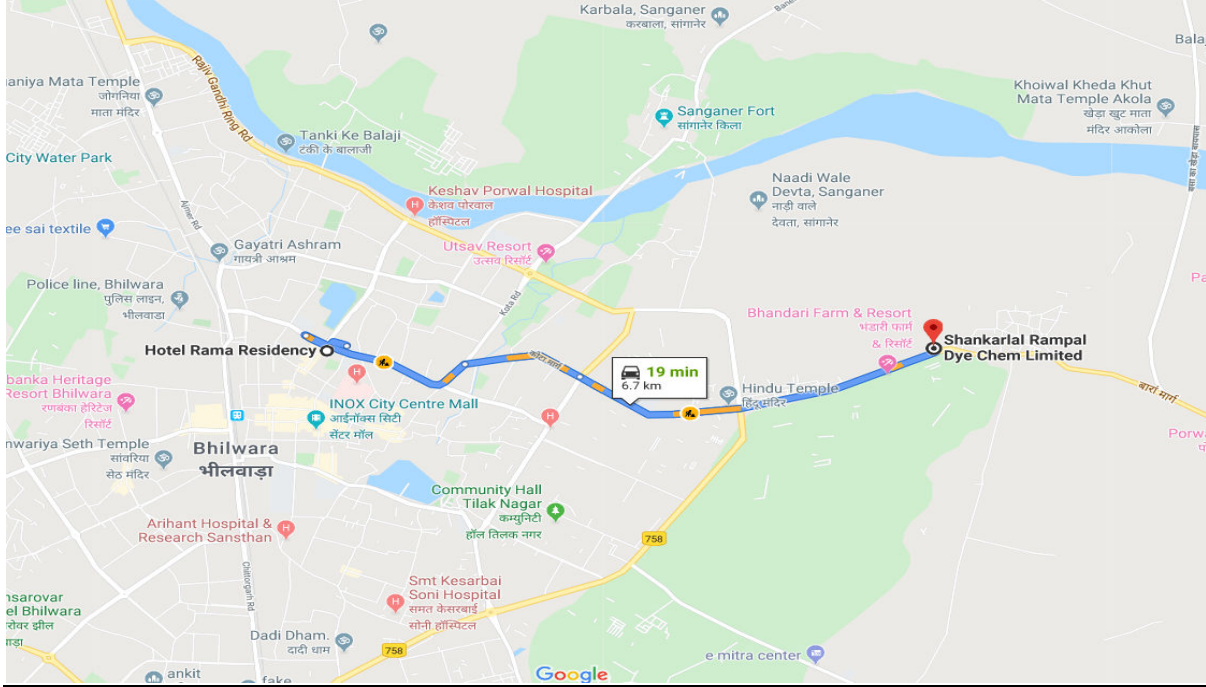 Karbala, Sanganer
करबाला, सांगानेर
Bane
Bala
aniya Mata Temple
जोगनिया
माता मंदिर
Rajiv Gandhi Ring Rd
Khoiwal Kheda Khut
Mata Temple Akola
खेड़ा खुट माता
मंदिर आकोला
Sanganer Fort
सांगानेर किला
Tanki Ke Balaji
टंकी के बालाजी
City Water Park
Naadi Wale
Devta, Sanganer
नाड़ी वाले
देवता, सांगानेर
Keshav Porwal Hospital
केशव पोरवाल
हॉस्पिटल
Ajmer Rd
ee sai textile
Gayatri Ashram
गायत्री आश्रम
Utsav Resort
उत्सव रिसॉर्ट
Police line, Bhilwara
पुलिस लाइन,
भीलवाडा
Kota Rd
Pa
Bhandari Farm & Resort
भंडारी फार्म
& रिसॉर्ट
Shankarlal Rampal
Dye Chem Limited
Hotel Rama Residency
19 min
6.7 km
Hindu Temple
हिंदू मंदिर
बारां मार्ग
banka Heritage
Resort Bhilwara
रणबंका हेरिटेज
रिसॉर्ट
INOX City Centre Mall
आईनॉक्स सिटी
सेंटर मॉल
Porwa
nwariya Seth Temple
सांवरिया
सेठ मंदिर
Bhilwara
भीलवाड़ा
Community Hall
Tilak Nagar
कम्युनिटी
हॉल तिलक नगर
Arihant Hospital &
Research Sansthan
758
Chittorgarh Rd
Smt Kesarbai
Soni Hospital
समत केसरबाई
सोनी हॉस्पिटल
nsarovar
el Bhilwara
रोवर झील
वाड़ा
Dadi Dham.
दादी धाम
758
e mitra center
ankit
fake
Google